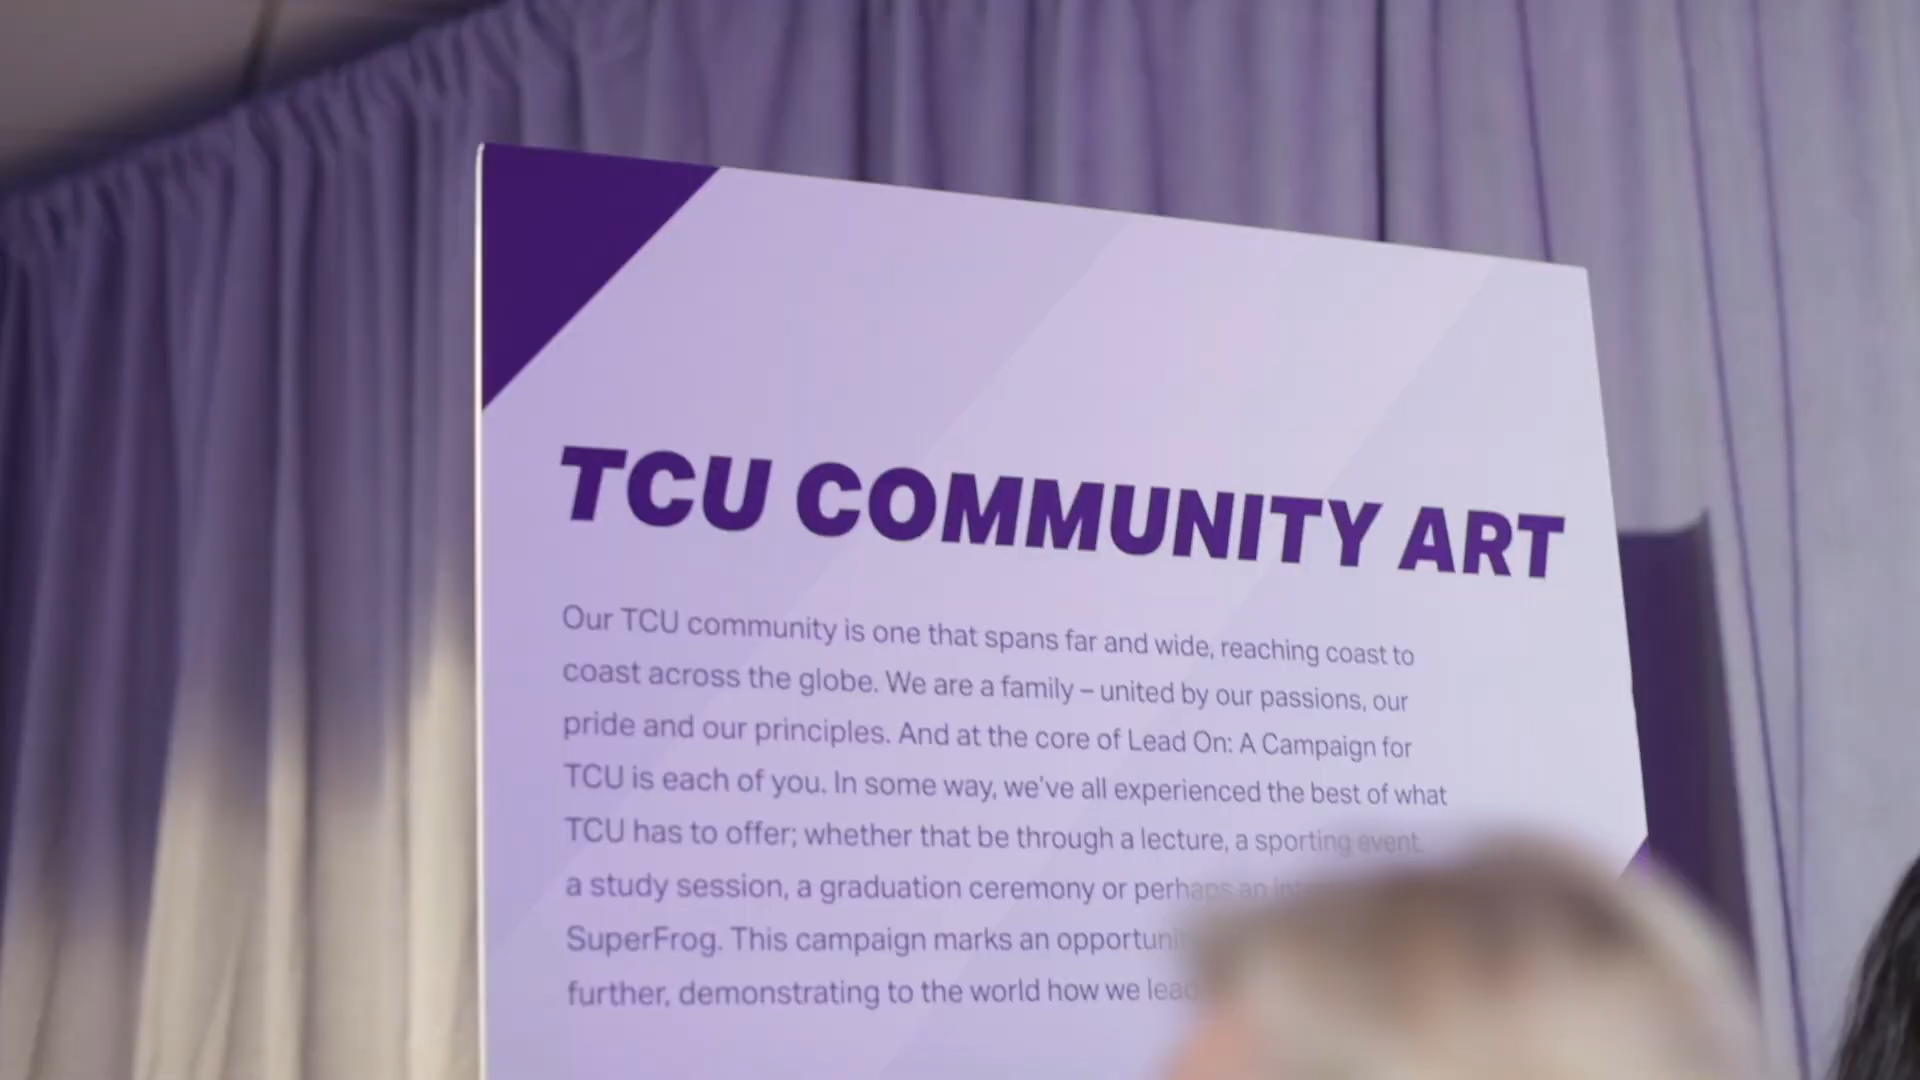 TCU COMMUNITY ART
Our TCU community is one that spans far and wide, reaching coast to
coast across the globe. We are a family – united by our passions, our
pride and our principles. And at the core of Lead On: A Campaign for
TCU is each of you. In some way, we've all experienced the best of what
TCU has to offer; whether that be through a lecture, a sporting event,
a study session, a graduation ceremony or perhaps an
SuperFrog. This campaign marks an
further, demonstrating to the world how we lead